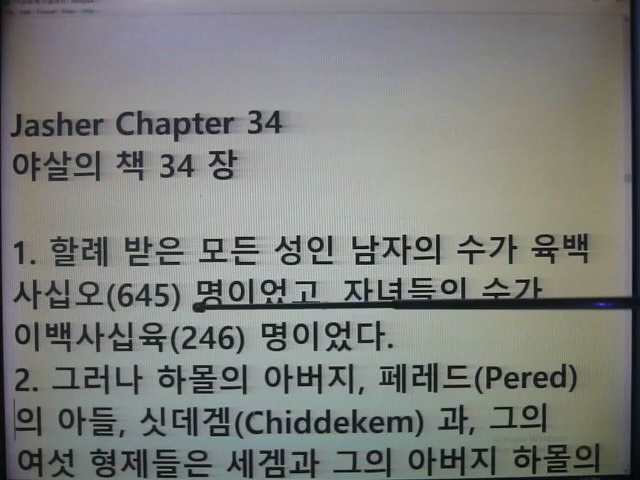 Jasher Chapter 34
야살의 책 34 장
1. 할례 받은 모든 성인 남자의 수가 육백
사십오(645) 명이었고 자녀들의 수가
이백사십육(246) 명이었다.
2. 그러나 하몰의 아버지, 페레드(Pered)
의 아들, 싯데겜(Chiddekem) 과, 그의
여섯 형제들은 세겜과 그의 아버지 하몰의